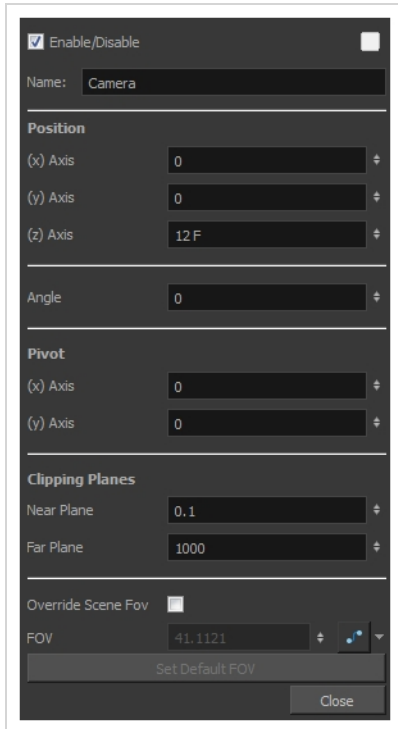 Enable/Disable
Name: Camera
Position
(x) Axis 0
(y) Axis 0
(z) Axis 12 F
Angle 0
Pivot
(x) Axis 0
(y) Axis 0
Clipping Planes
Near Plane 0.1
Far Plane 1000
Override Scene Fov
FOV 41.1121
Set Default FOV
Close